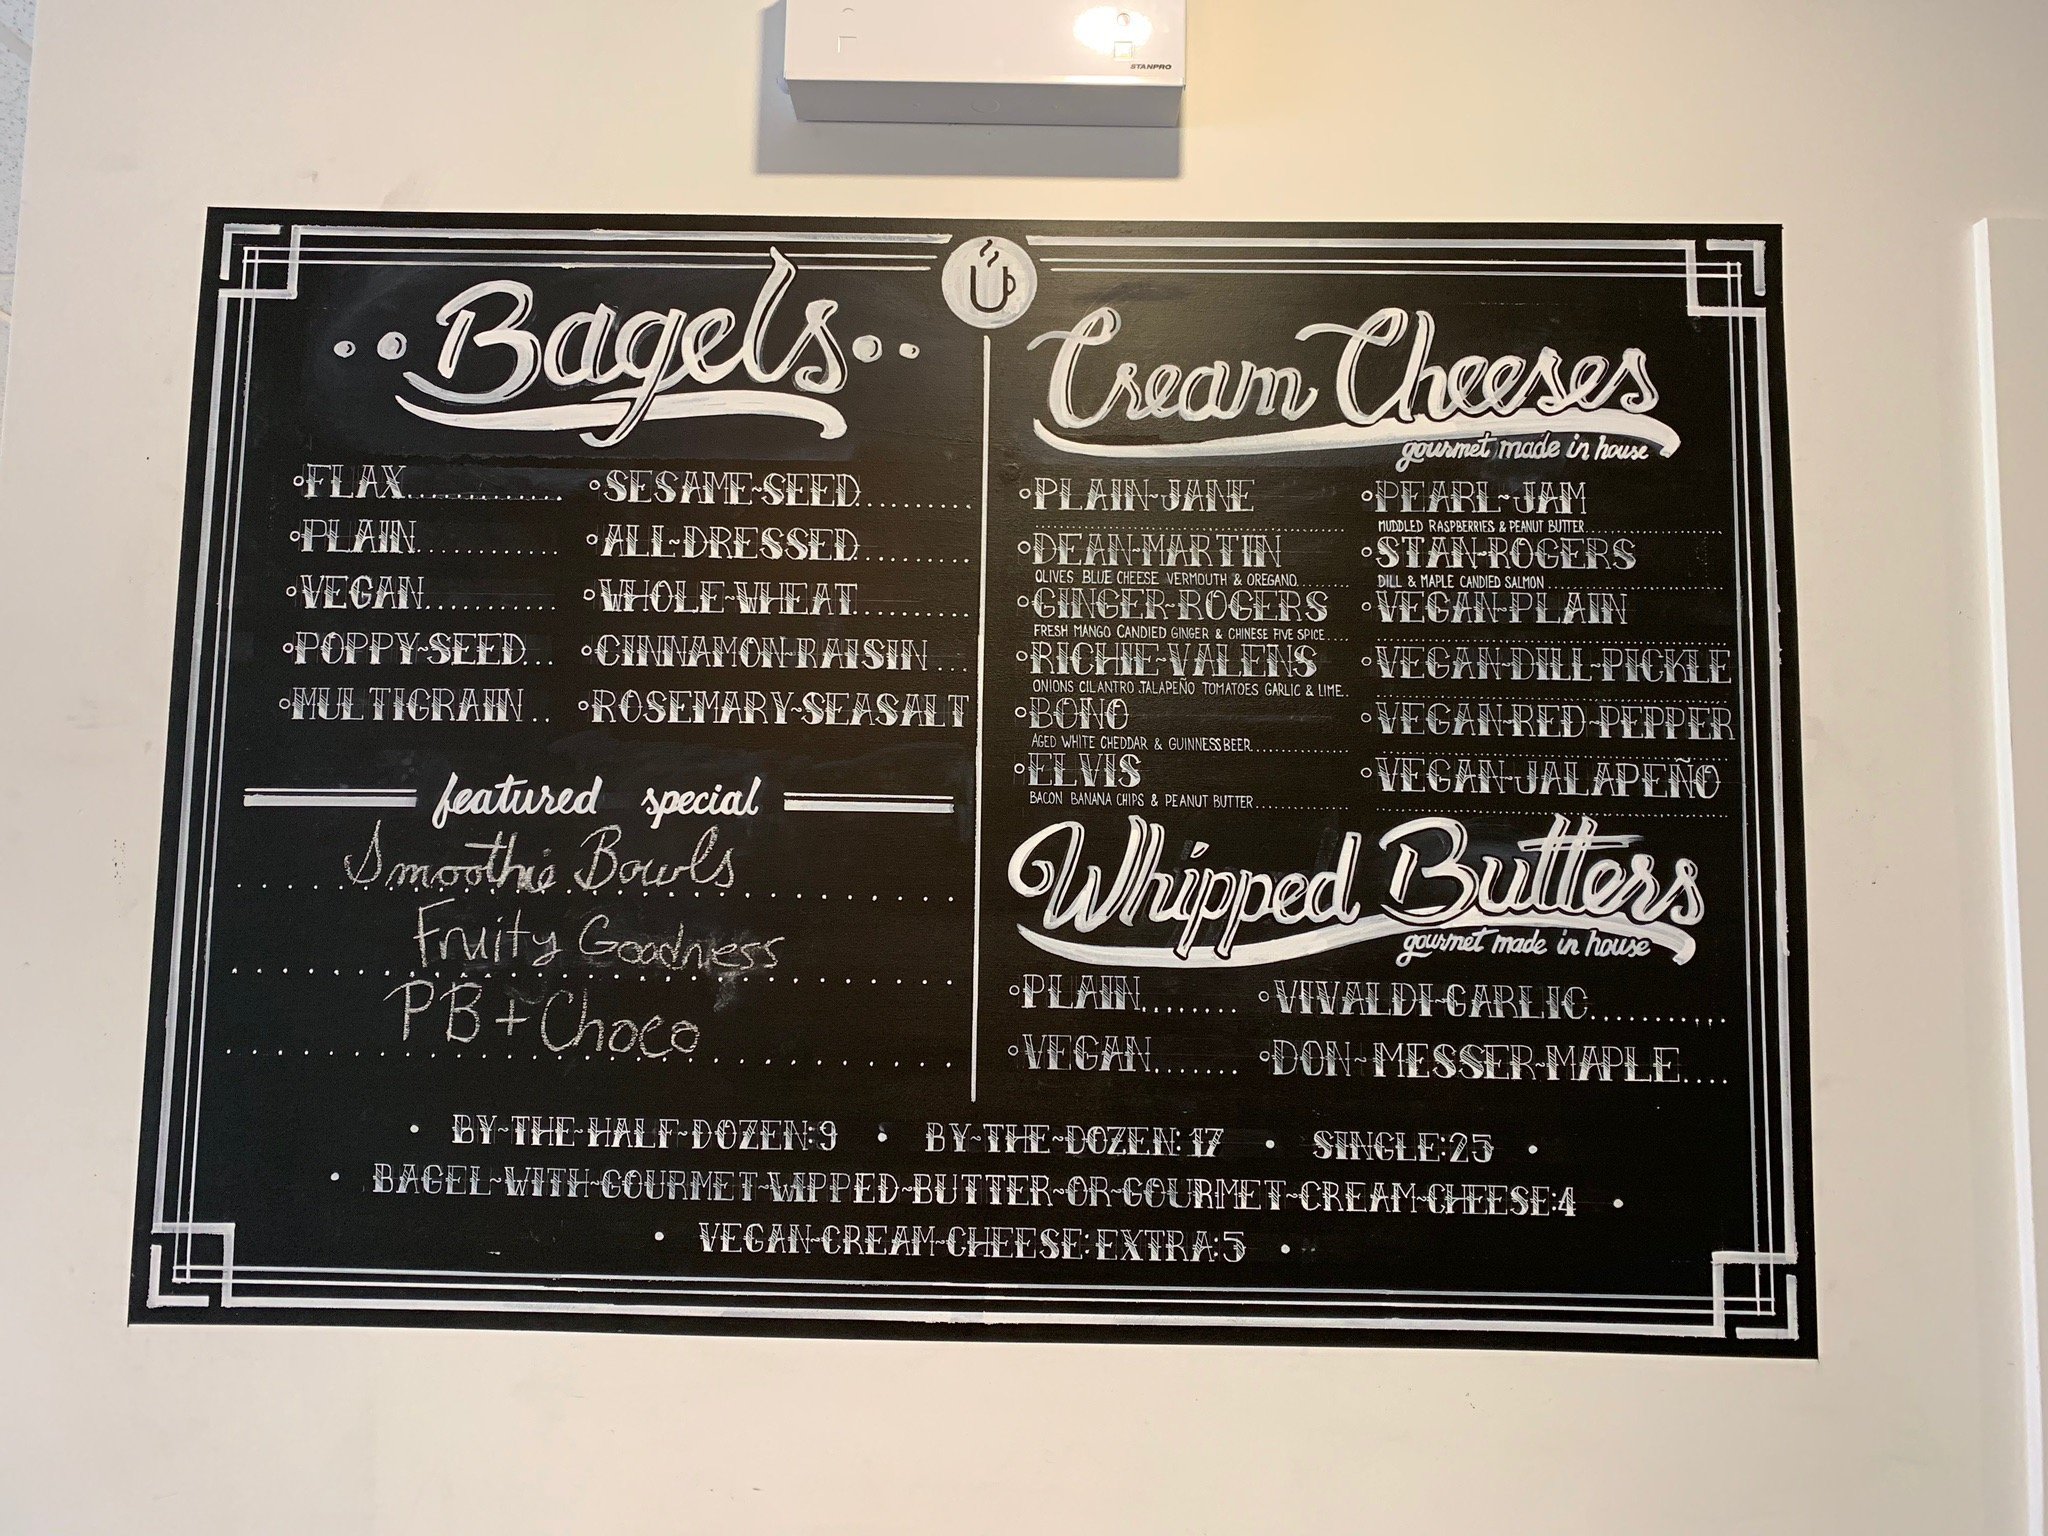 STANPRO
Bagels
FLAX
PLAIN
VEGAN
POPPY~SEED
MULTIGRAIN
SESAME~SEED
ALL~DRESSED
WHOLE~WHEAT
CINNAMON~RAISIN
ROSEMARY~SEASALT
featured special
Smoothie Bowls
Fruity Goodness
PB + Choco
Cream Cheeses
gourmet made in house
PLAIN~JANE
DEAN~MARTIN
OLIVES BLUE CHEESE VERMOUTH & OREGANO
GINGER~ROGERS
FRESH MANGO CANDIED GINGER & CHINESE FIVE SPICE
RICHIE~VALENS
ONIONS CILANTRO JALAPEÑO TOMATOES GARLIC & LIME
BONO
AGED WHITE CHEDDAR & GUINNESS BEER
ELVIS
BACON BANANA CHIPS & PEANUT BUTTER
PEARL~JAM
MUDDLED RASPBERRIES & PEANUT BUTTER
STAN~ROGERS
DILL & MAPLE CANDIED SALMON
VEGAN~PLAIN
VEGAN~DILL~PICKLE
VEGAN~RED~PEPPER
VEGAN~JALAPEÑO
Whipped Butters
gourmet made in house
PLAIN
VEGAN
VIVALDI~GARLIC
DON~MESSER~MAPLE
• BY~THE~HALF~DOZEN:9 • BY~THE~DOZEN:17 • SINGLE:25 •
• BAGEL~WITH~GOURMET~WIPPED~BUTTER~OR~GOURMET~CREAM~CHEESE:4 •
• VEGAN~CREAM~CHEESE:EXTRA:5 •